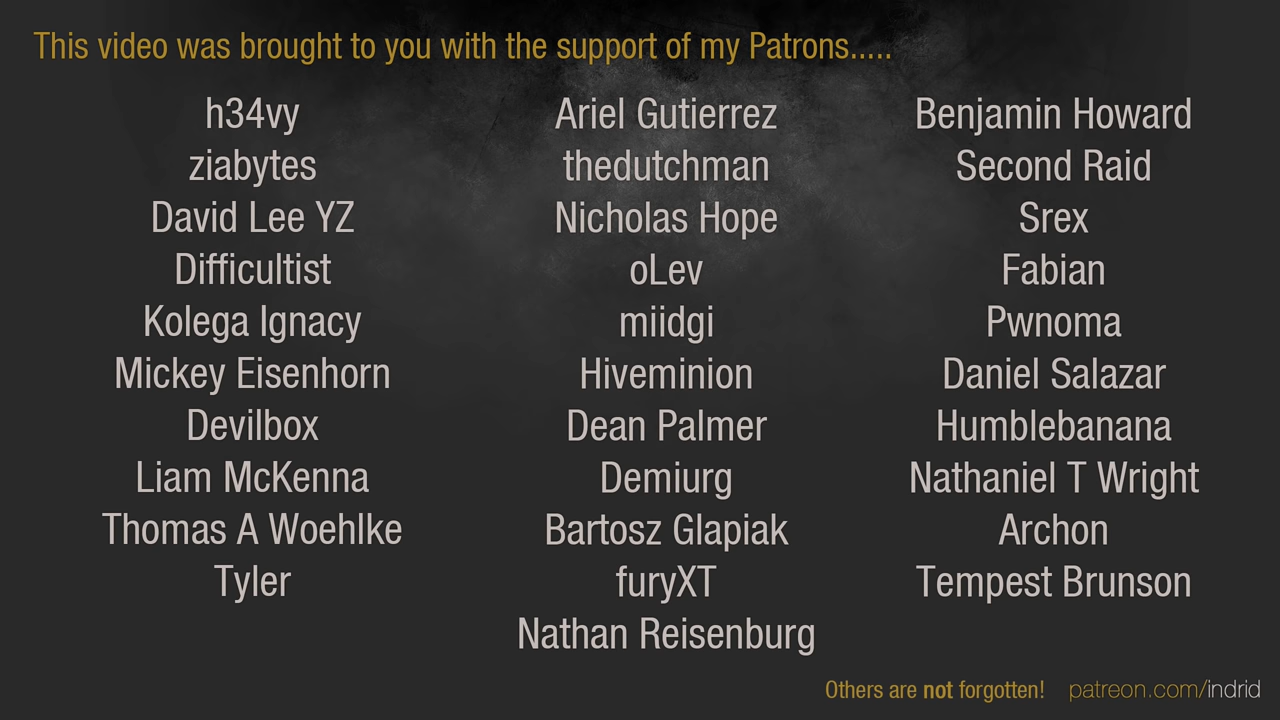 This video was brought to you with the support of my Patrons.....
h34vy
ziabytes
David Lee YZ
Difficultist
Kolega Ignacy
Mickey Eisenhorn
Devilbox
Liam McKenna
Thomas A Woehlke
Tyler
Ariel Gutierrez
thedutchman
Nicholas Hope
oLev
miidgi
Hiveminion
Dean Palmer
Demiurg
Bartosz Glapiak
furyXT
Nathan Reisenburg
Benjamin Howard
Second Raid
Srex
Fabian
Pwnoma
Daniel Salazar
Humblebanana
Nathaniel T Wright
Archon
Tempest Brunson
Others are not forgotten! patreon.com/indrid